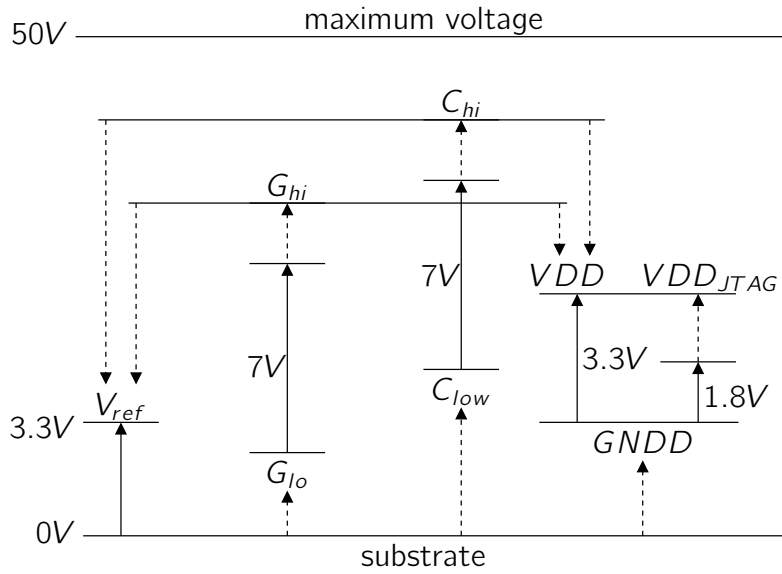 maximum voltage
50V
C_hi
G_hi
VDD VDD_JTAG
7V
3.3V
7V
V_ref
C_low
1.8V
3.3V
GNDD
G_lo
0V
substrate